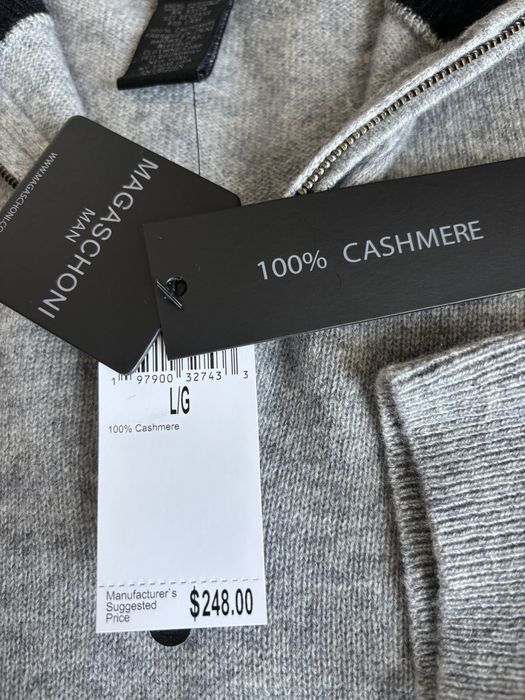 WWW.MAGASCHONI.CO
MAGASCHONI
MAN
100% CASHMERE
1 97900 32743 3
L/G
100% Cashmere
Manufacturer`s
Suggested
Price
$248.00